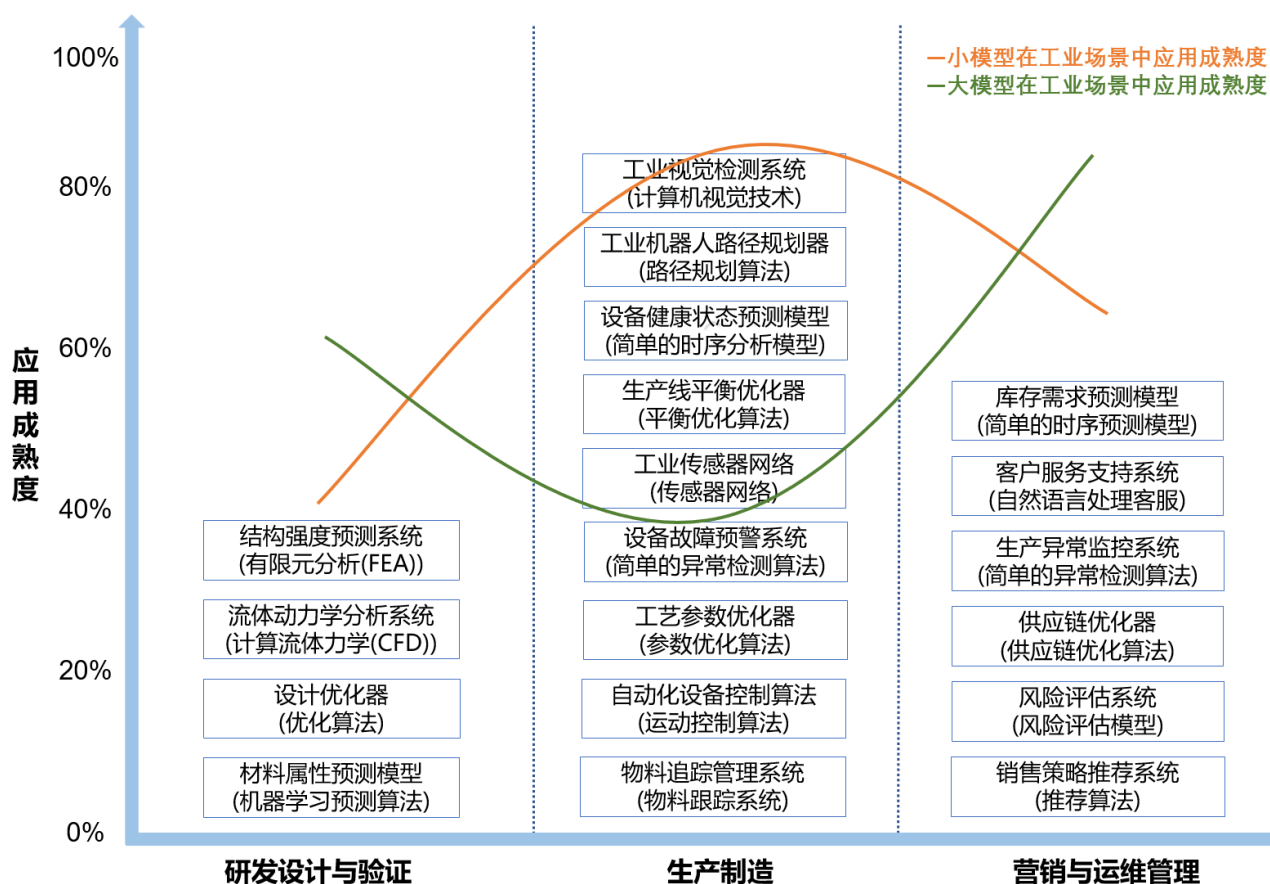 100%
80%
60%
40%
20%
0%
应用成熟度
一小模型在工业场景中应用成熟度
一大模型在工业场景中应用成熟度
结构强度预测系统
(有限元分析(FEA))
流体动力学分析系统
(计算流体力学(CFD))
设计优化器
(优化算法)
材料属性预测模型
(机器学习预测算法)
工业视觉检测系统
(计算机视觉技术)
工业机器人路径规划器
(路径规划算法)
设备健康状态预测模型
(简单的时序分析模型)
生产线平衡优化器
(平衡优化算法)
工业传感器网络
(传感器网络)
设备故障预警系统
(简单的异常检测算法)
工艺参数优化器
(参数优化算法)
自动化设备控制算法
(运动控制算法)
物料追踪管理系统
(物料跟踪系统)
库存需求预测模型
(简单的时序预测模型)
客户服务支持系统
(自然语言处理客服)
生产异常监控系统
(简单的异常检测算法)
供应链优化器
(供应链优化算法)
风险评估系统
(风险评估模型)
销售策略推荐系统
(推荐算法)
研发设计与验证
生产制造
营销与运维管理